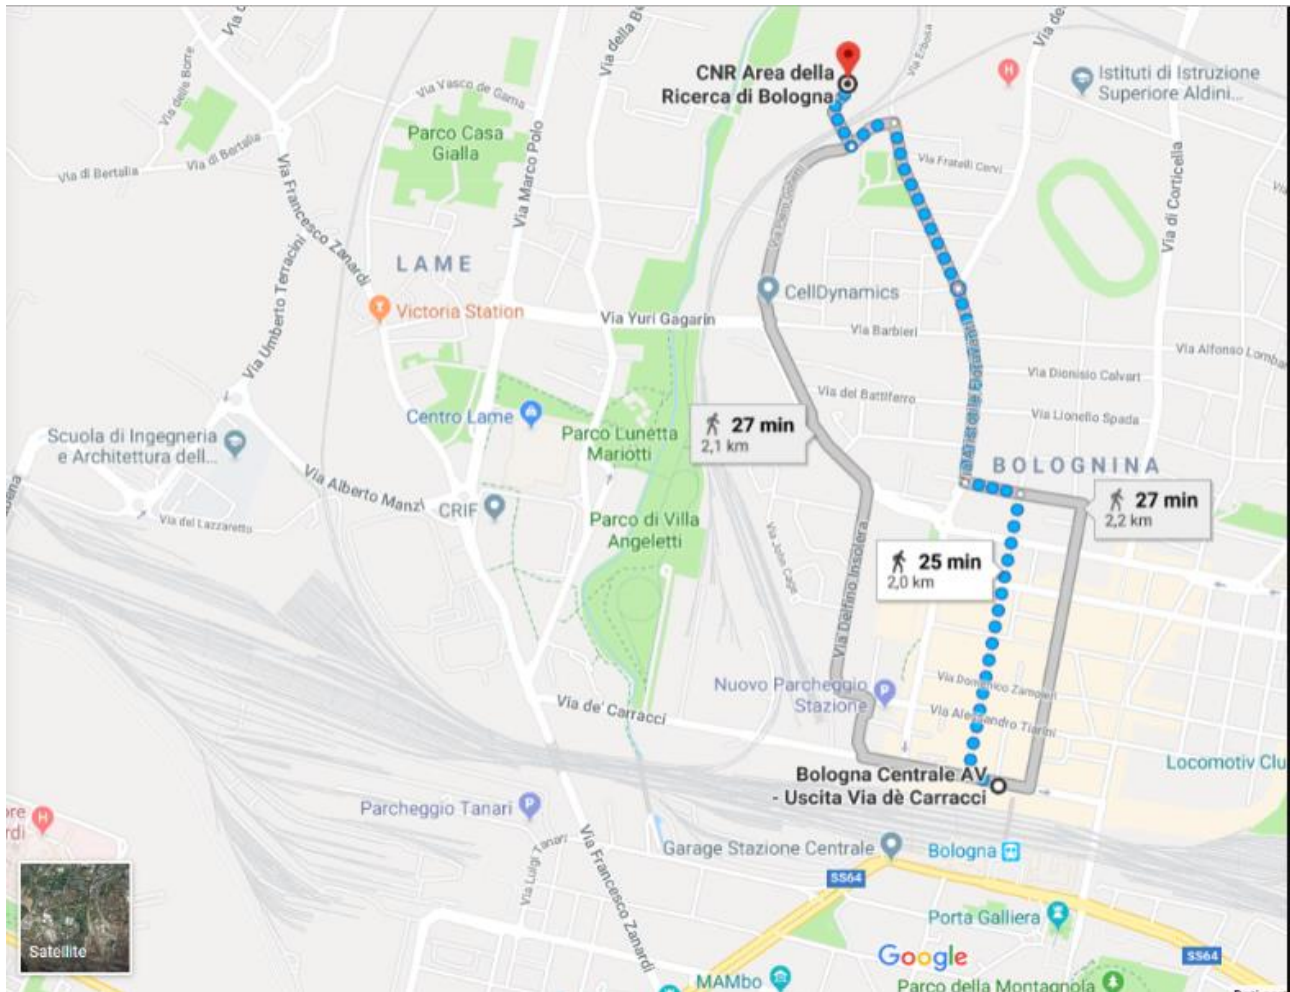 CNR Area della
Ricerca di Bologna
Via Erbosa
Istituti di Istruzione
Superiore Aldini...
H
Via delle Borre
Via Vasco de Gama
Parco Casa
Gialla
Via Marco Polo
Via di Bertalia
Via di Bertalia
Via Fratelli Cervi
Via di Corticella
Via Francesco Zanardi
LAME
Via Umberto Terracini
Victoria Station
CellDynamics
Via Yuri Gagarin
Via Barbieri
Via Alfonso Lomba
Via Dionisio Calvart
Via del Battiferro
Via Lionello Spada
Centro Lame
27 min
2,1 km
Parco Lunetta
Mariotti
Scuola di Ingegneria
e Architettura dell...
BOLOGNINA
Via Alberto Manzi
CRIF
27 min
2,2 km
Via del Lazzaretto
Parco di Villa
Angeletti
Via John Cage
25 min
2,0 km
Via Delfino Insolera
Nuovo Parcheggio
Stazione
Via Domenico Zampieri
Via Alessandro Tiarini
Via de' Carracci
Locomotiv Clu
Bologna Centrale AV
- Uscita Via dè Carracci
Parcheggio Tanari
P
H
Via Luigi Tanari
Via Francesco Zanardi
Garage Stazione Centrale
Bologna
SS64
Porta Galliera
Satellite
Google
SS64
MAMbo
Parco della Montagnola